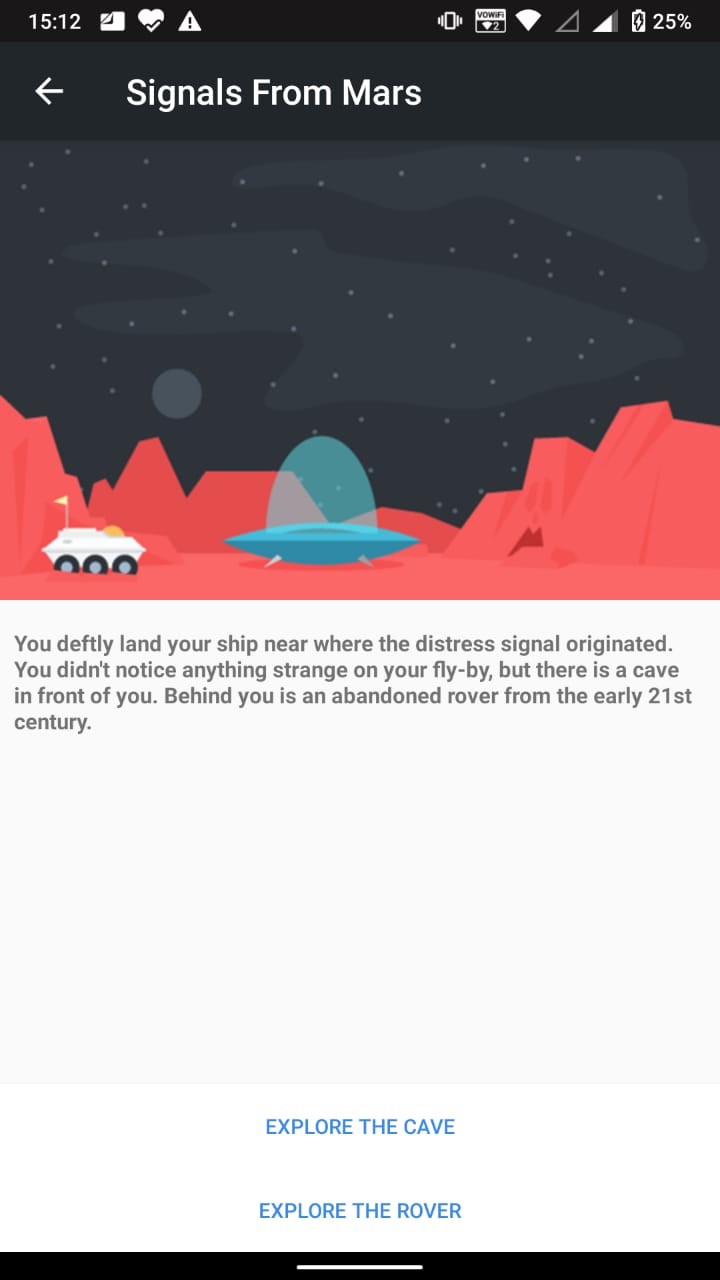 15:12
VOWIFI
2
25%
Signals From Mars
You deftly land your ship near where the distress signal originated.
You didn't notice anything strange on your fly-by, but there is a cave
in front of you. Behind you is an abandoned rover from the early 21st
century.
EXPLORE THE CAVE
EXPLORE THE ROVER